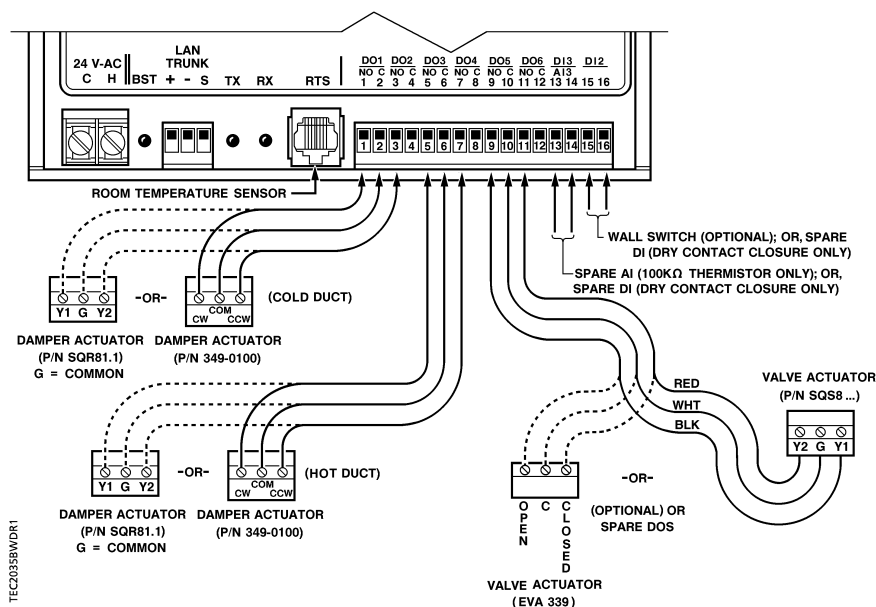 24 V-AC
C H
BST
LAN
TRUNK
+ - S
TX
RX
RTS
DO1 DO2 DO3 DO4 DO5 DO6 DI3 DI2
NO C NO C NO C NO C NO C NO C AI3
1 2 3 4 5 6 7 8 9 10 11 12 13 14 15 16
1 2 3 4 5 6 7 8 9 10 11 12 13 14 15 16
ROOM TEMPERATURE SENSOR
WALL SWITCH (OPTIONAL); OR, SPARE
DI (DRY CONTACT CLOSURE ONLY)
SPARE AI (100KΩ THERMISTOR ONLY); OR,
SPARE DI (DRY CONTACT CLOSURE ONLY)
Y1 G Y2
-OR-
COM
CW CCW
(COLD DUCT)
DAMPER ACTUATOR
(P/N SQR81.1)
G = COMMON
DAMPER ACTUATOR
(P/N 349-0100)
RED
WHT
BLK
VALVE ACTUATOR
(P/N SQS8 ...)
Y2 G Y1
Y1 G Y2
-OR-
COM
CW CCW
(HOT DUCT)
DAMPER ACTUATOR
(P/N SQR81.1)
G = COMMON
DAMPER ACTUATOR
(P/N 349-0100)
OPEN
C
CLOSED
-OR-
(OPTIONAL) OR
SPARE DOS
VALVE ACTUATOR
(EVA 339)
TEC2035BWDR1